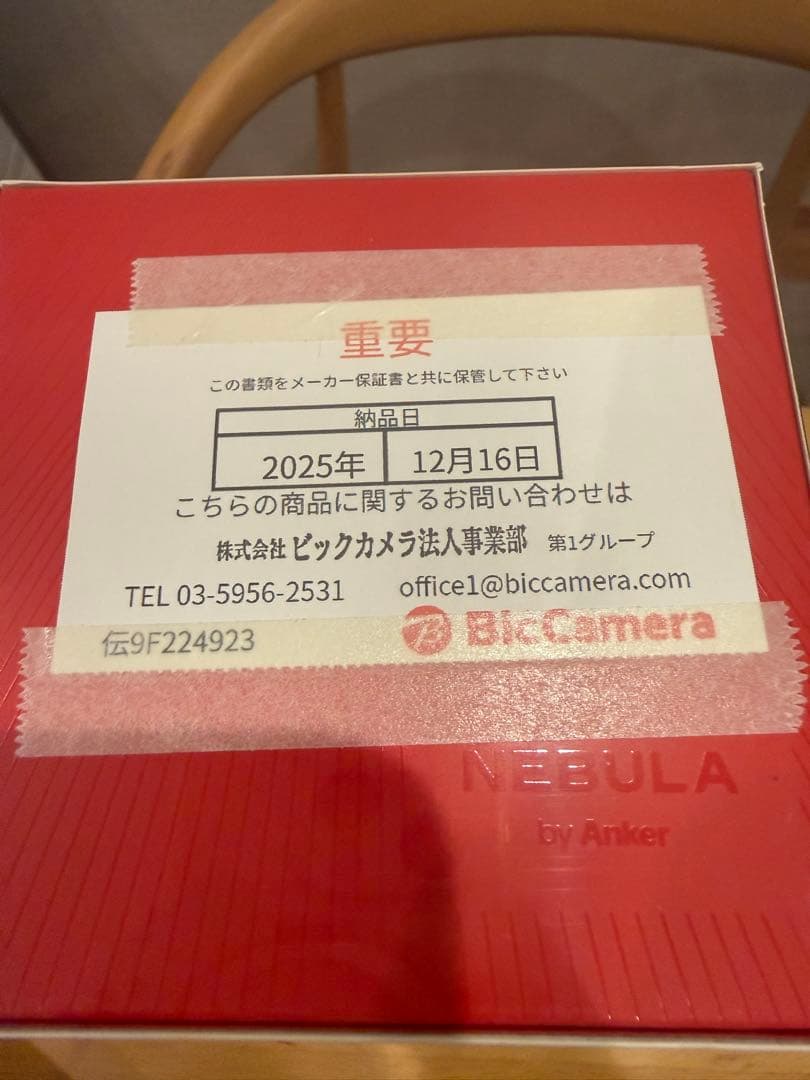 重要
この書類をメーカー保証書と共に保管して下さい
納品日
2025年 12月16日
こちらの商品に関するお問い合わせは
株式会社 ビックカメラ法人事業部 第1グループ
TEL 03-5956-2531 office1@biccamera.com
伝9F224923 B BicCamera
NEBULA
by Anker